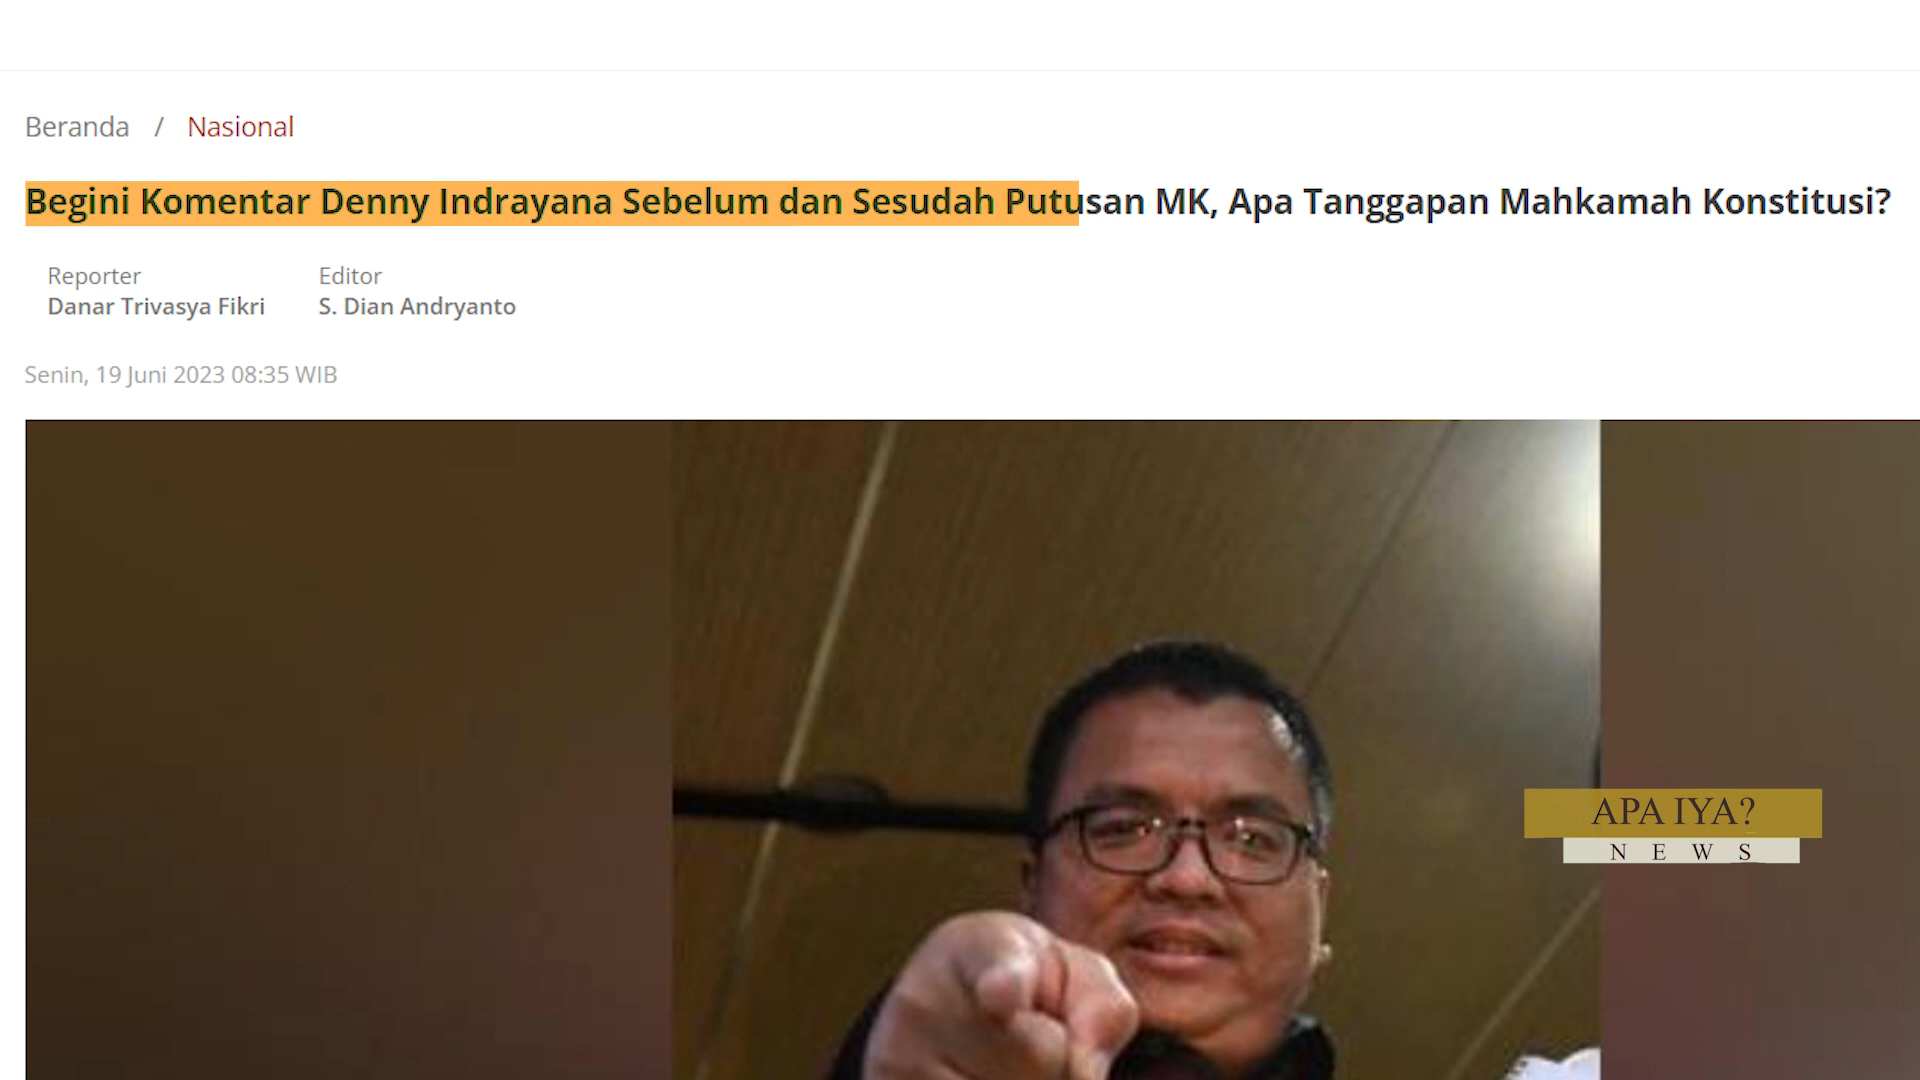 Beranda / Nasional
Begini Komentar Denny Indrayana Sebelum dan Sesudah Putusan MK, Apa Tanggapan Mahkamah Konstitusi?
Reporter Editor
Danar Trivasya Fikri S. Dian Andryanto
Senin, 19 Juni 2023 08:35 WIB
APA IYA?
NEWS